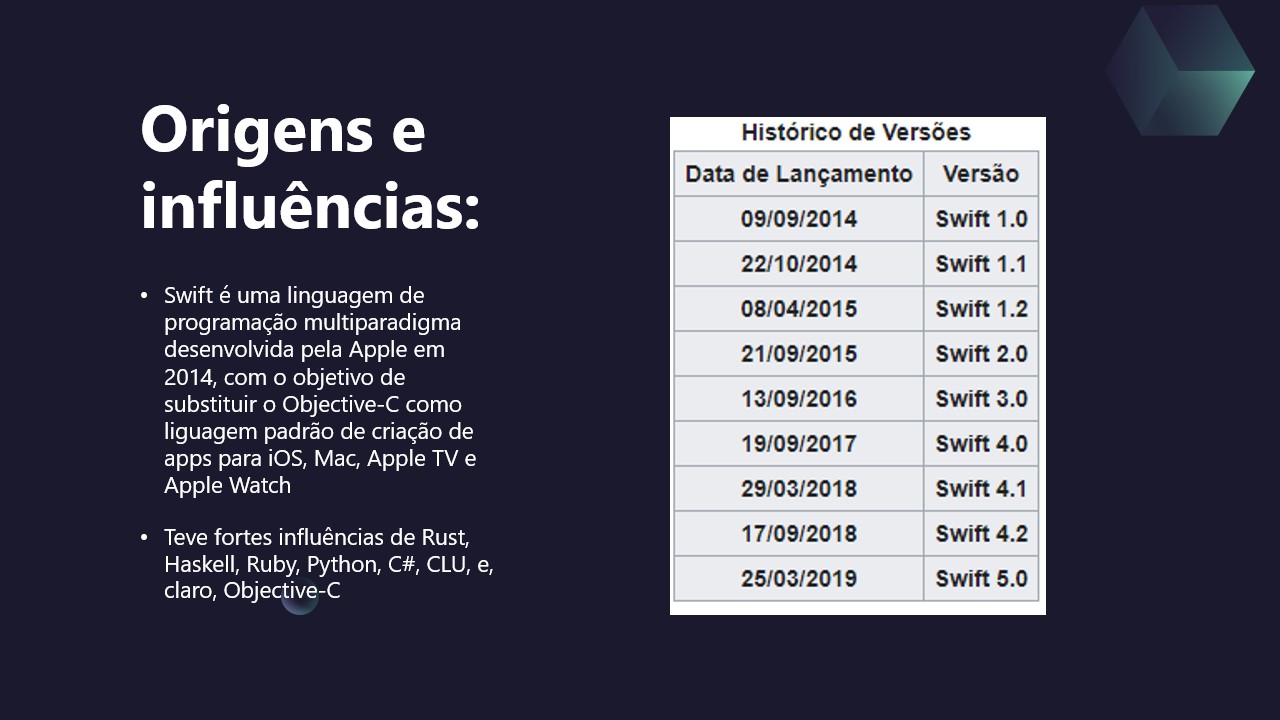 Origens e
influências:
• Swift é uma linguagem de
programação multiparadigma
desenvolvida pela Apple em
2014, com o objetivo de
substituir o Objective-C como
liguagem padrão de criação de
apps para iOS, Mac, Apple TV e
Apple Watch
• Teve fortes influências de Rust,
Haskell, Ruby, Python, C#, CLU, e,
claro, Objective-C
Histórico de Versões
Data de Lançamento Versão
09/09/2014 Swift 1.0
22/10/2014 Swift 1.1
08/04/2015 Swift 1.2
21/09/2015 Swift 2.0
13/09/2016 Swift 3.0
19/09/2017 Swift 4.0
29/03/2018 Swift 4.1
17/09/2018 Swift 4.2
25/03/2019 Swift 5.0